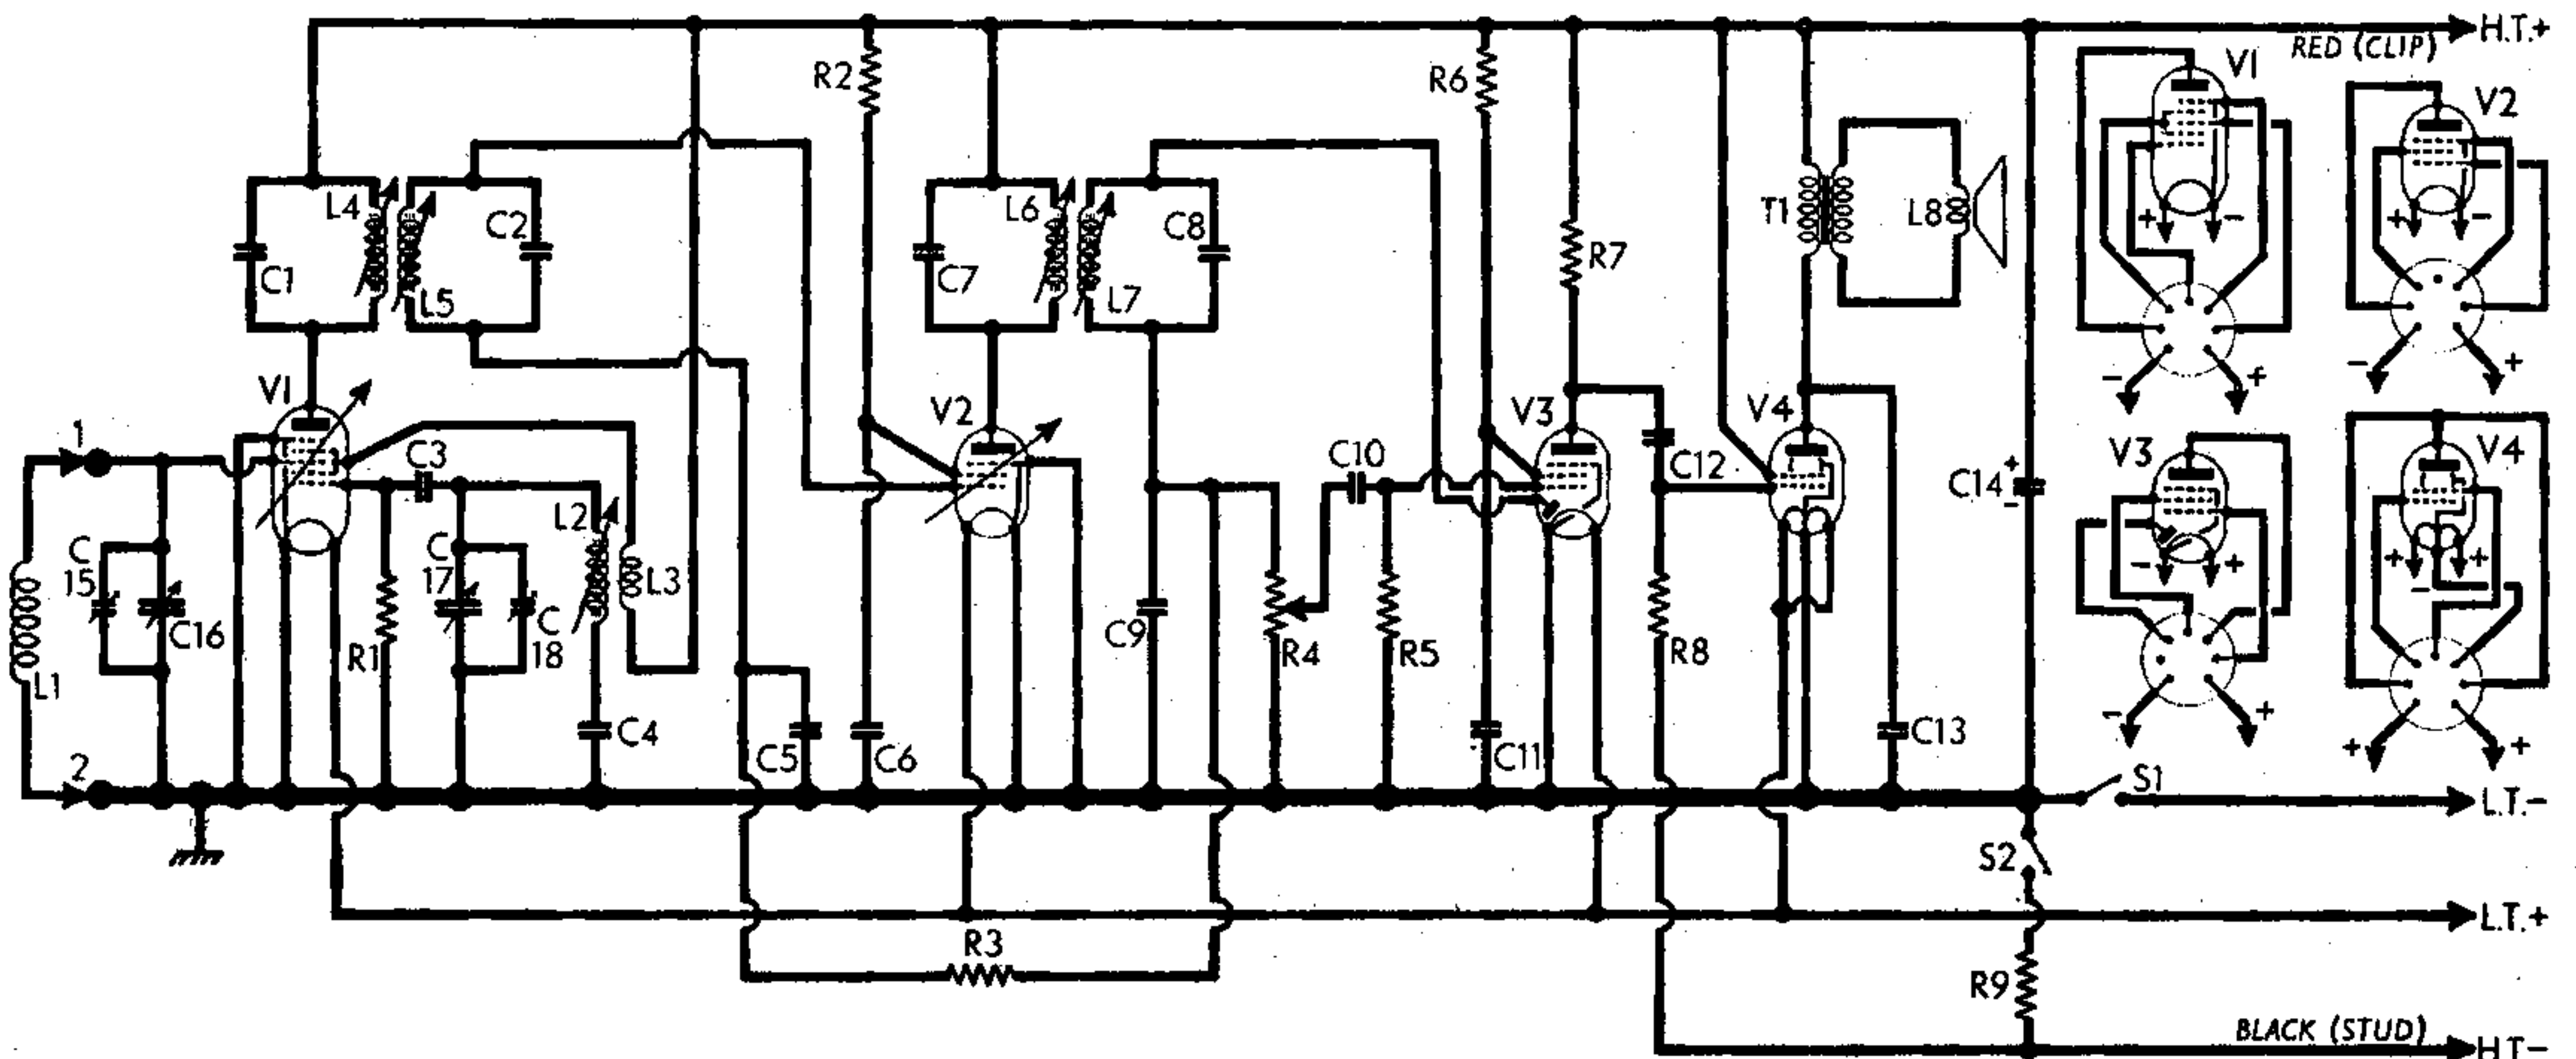 H.T.+
RED (CLIP)
R2
R6
V1
V2
L4
C2
L6
C8
T1
L8
C1
L5
C7
L7
R7
V1
V2
V3
V4
1
C3
C10
C12
C14
+
-
V3
V4
L2
C
15
C16
R1
C
17
C
18
L3
C9
R4
R5
R8
L1
C4
C5
C6
C11
C13
2
S1
L.T.-
S2
L.T.+
R3
R9
BLACK (STUD)
H.T-
+
-
-
+
+
-
-
+
-
+
-
+
+
+
-
+
+